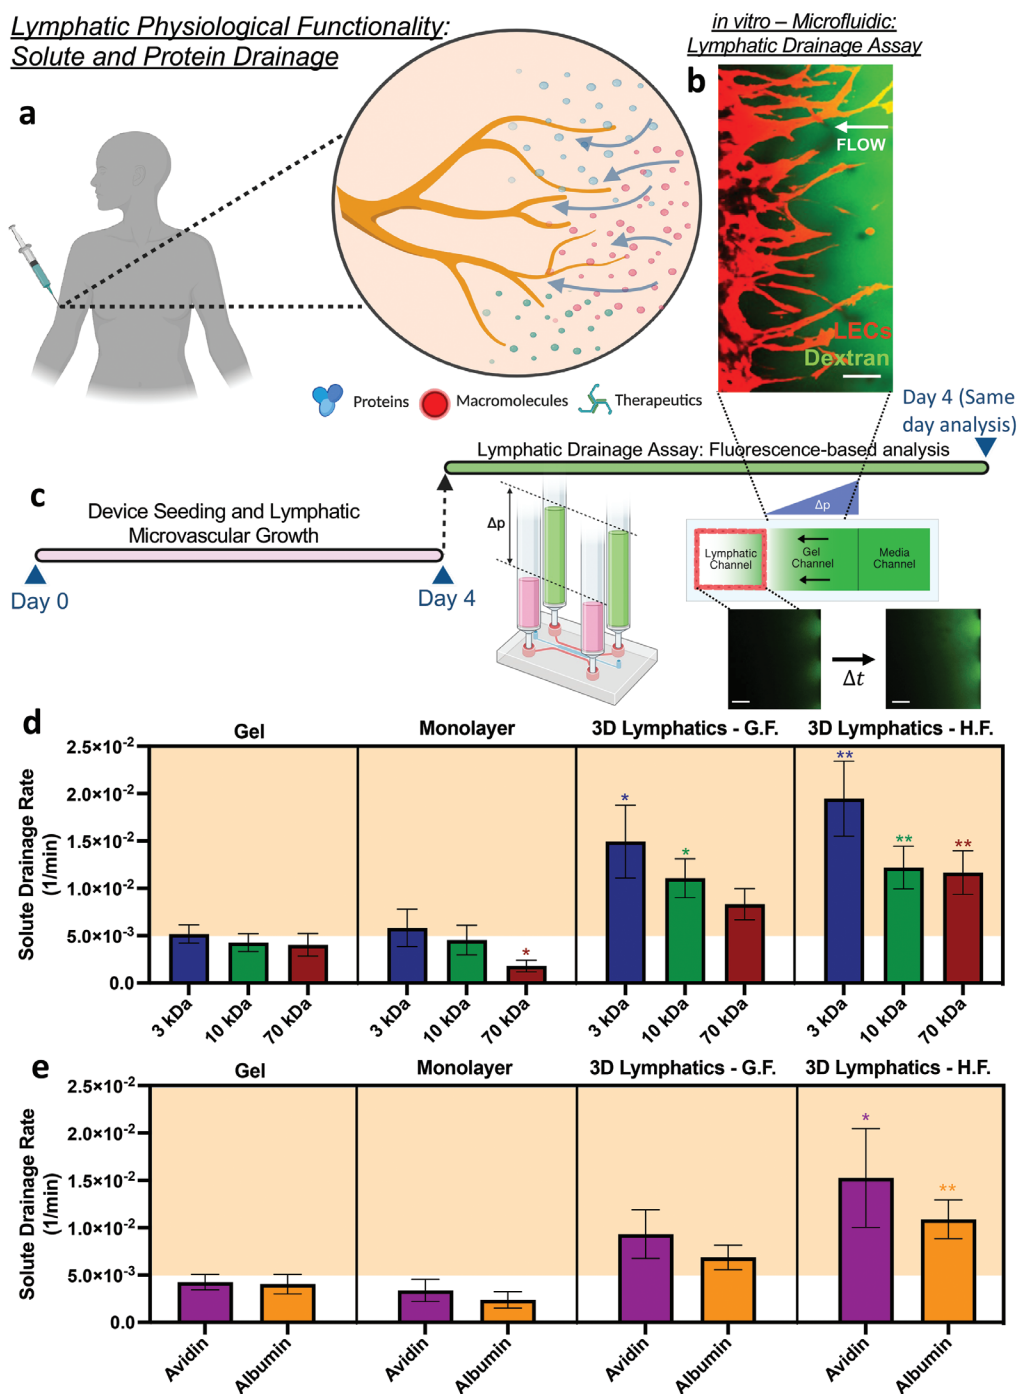 Lymphatic Physiological Functionality:
Solute and Protein Drainage
in vitro – Microfluidic:
Lymphatic Drainage Assay
a
b
FLOW
LECs
Dextran
Proteins
Macromolecules
Therapeutics
Day 4 (Same
day analysis)
Lymphatic Drainage Assay: Fluorescence-based analysis
c
Device Seeding and Lymphatic
Microvascular Growth
Day 0
Day 4
Δp
Δp
Lymphatic
Channel
Gel
Channel
Media
Channel
Δt
d
Gel
Monolayer
3D Lymphatics - G.F.
3D Lymphatics - H.F.
Solute Drainage Rate
(1/min)
2.5×10-2
2.0×10-2
1.5×10-2
1.0×10-2
5.0×10-3
0.0
*
*
*
**
**
**
3 kDa
10 kDa
70 kDa
3 kDa
10 kDa
70 kDa
3 kDa
10 kDa
70 kDa
3 kDa
10 kDa
70 kDa
e
Gel
Monolayer
3D Lymphatics - G.F.
3D Lymphatics - H.F.
Solute Drainage Rate
(1/min)
2.5×10-2
2.0×10-2
1.5×10-2
1.0×10-2
5.0×10-3
0.0
*
**
Avidin
Albumin
Avidin
Albumin
Avidin
Albumin
Avidin
Albumin